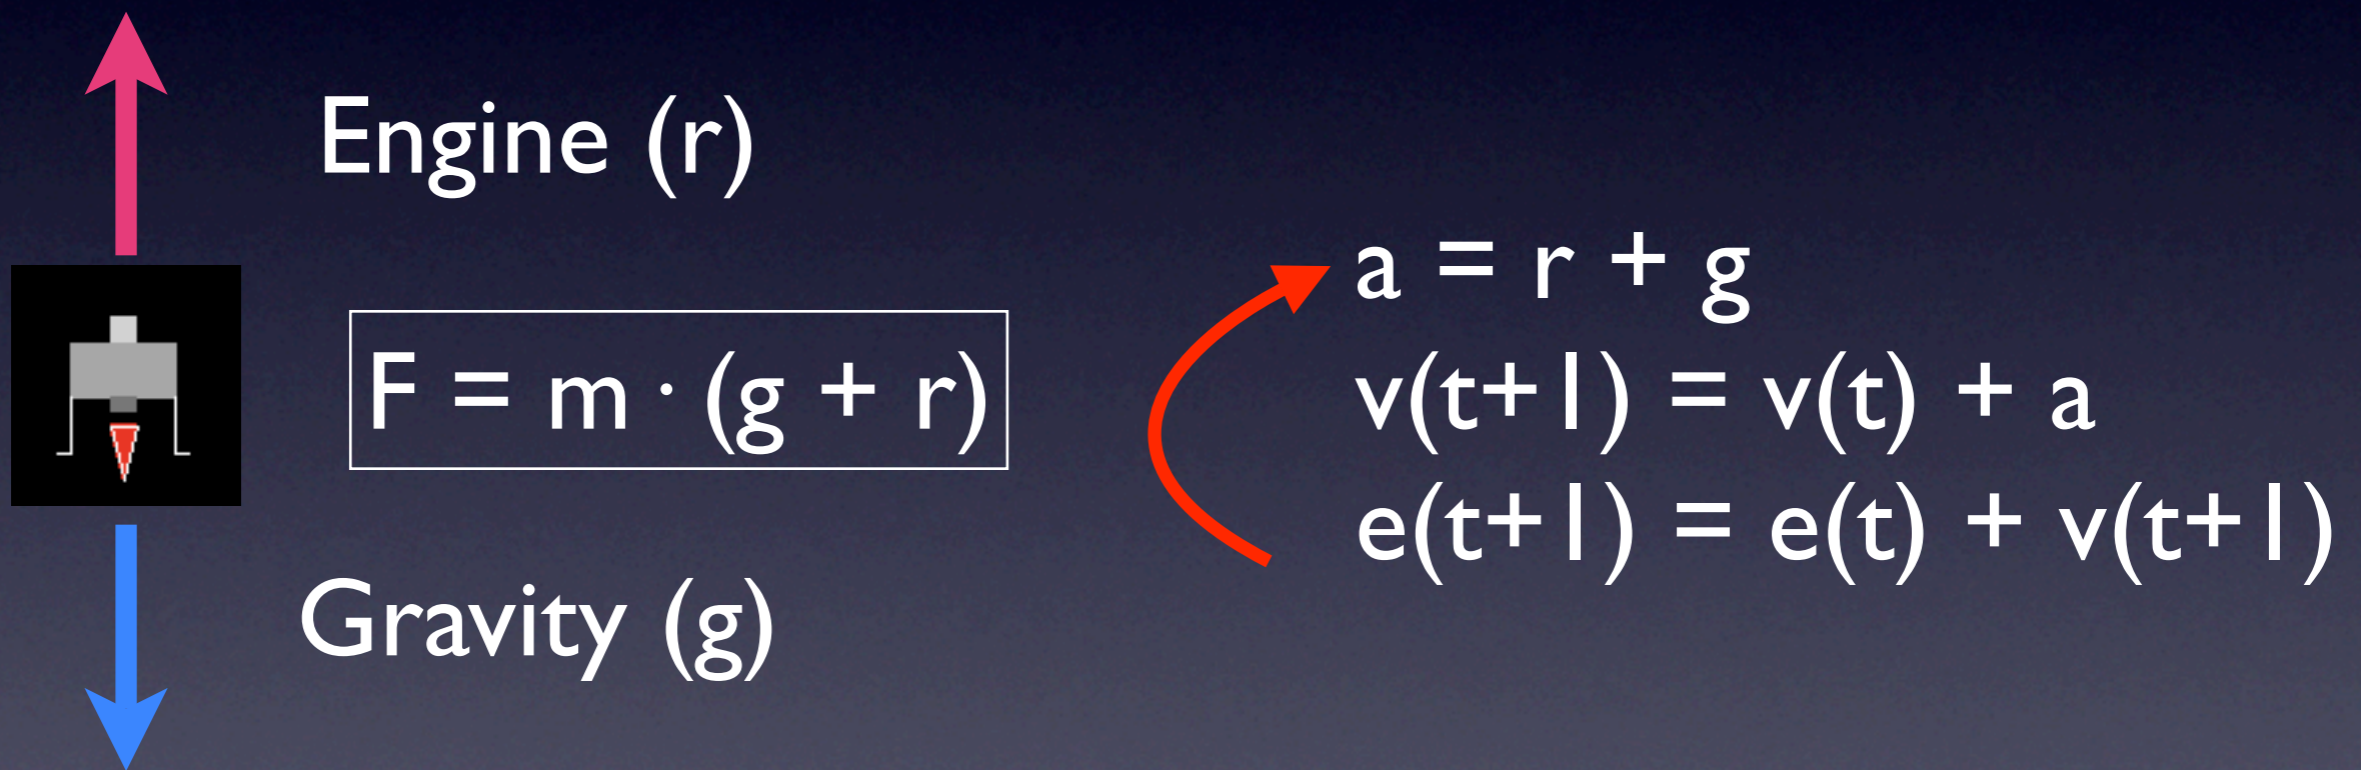 Engine (r)
F = m · (g + r)
Gravity (g)
a = r + g
v(t+1) = v(t) + a
e(t+1) = e(t) + v(t+1)